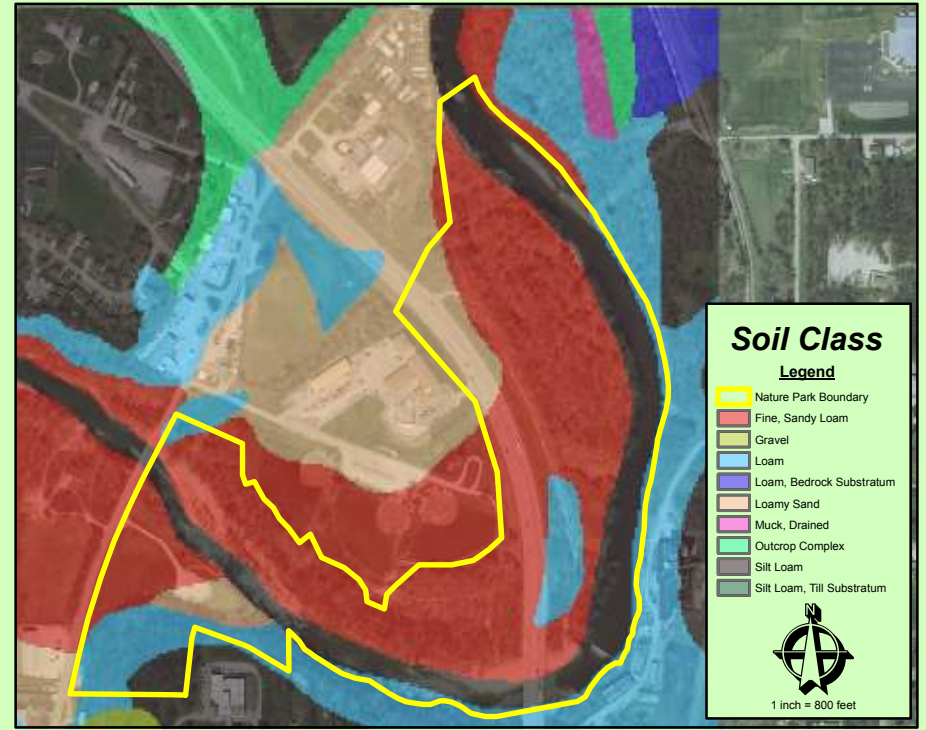 Soil Class
Legend
Nature Park Boundary
Fine, Sandy Loam
Gravel
Loam
Loam, Bedrock Substratum
Loamy Sand
Muck, Drained
Outcrop Complex
Silt Loam
Silt Loam, Till Substratum
N
1 inch = 800 feet